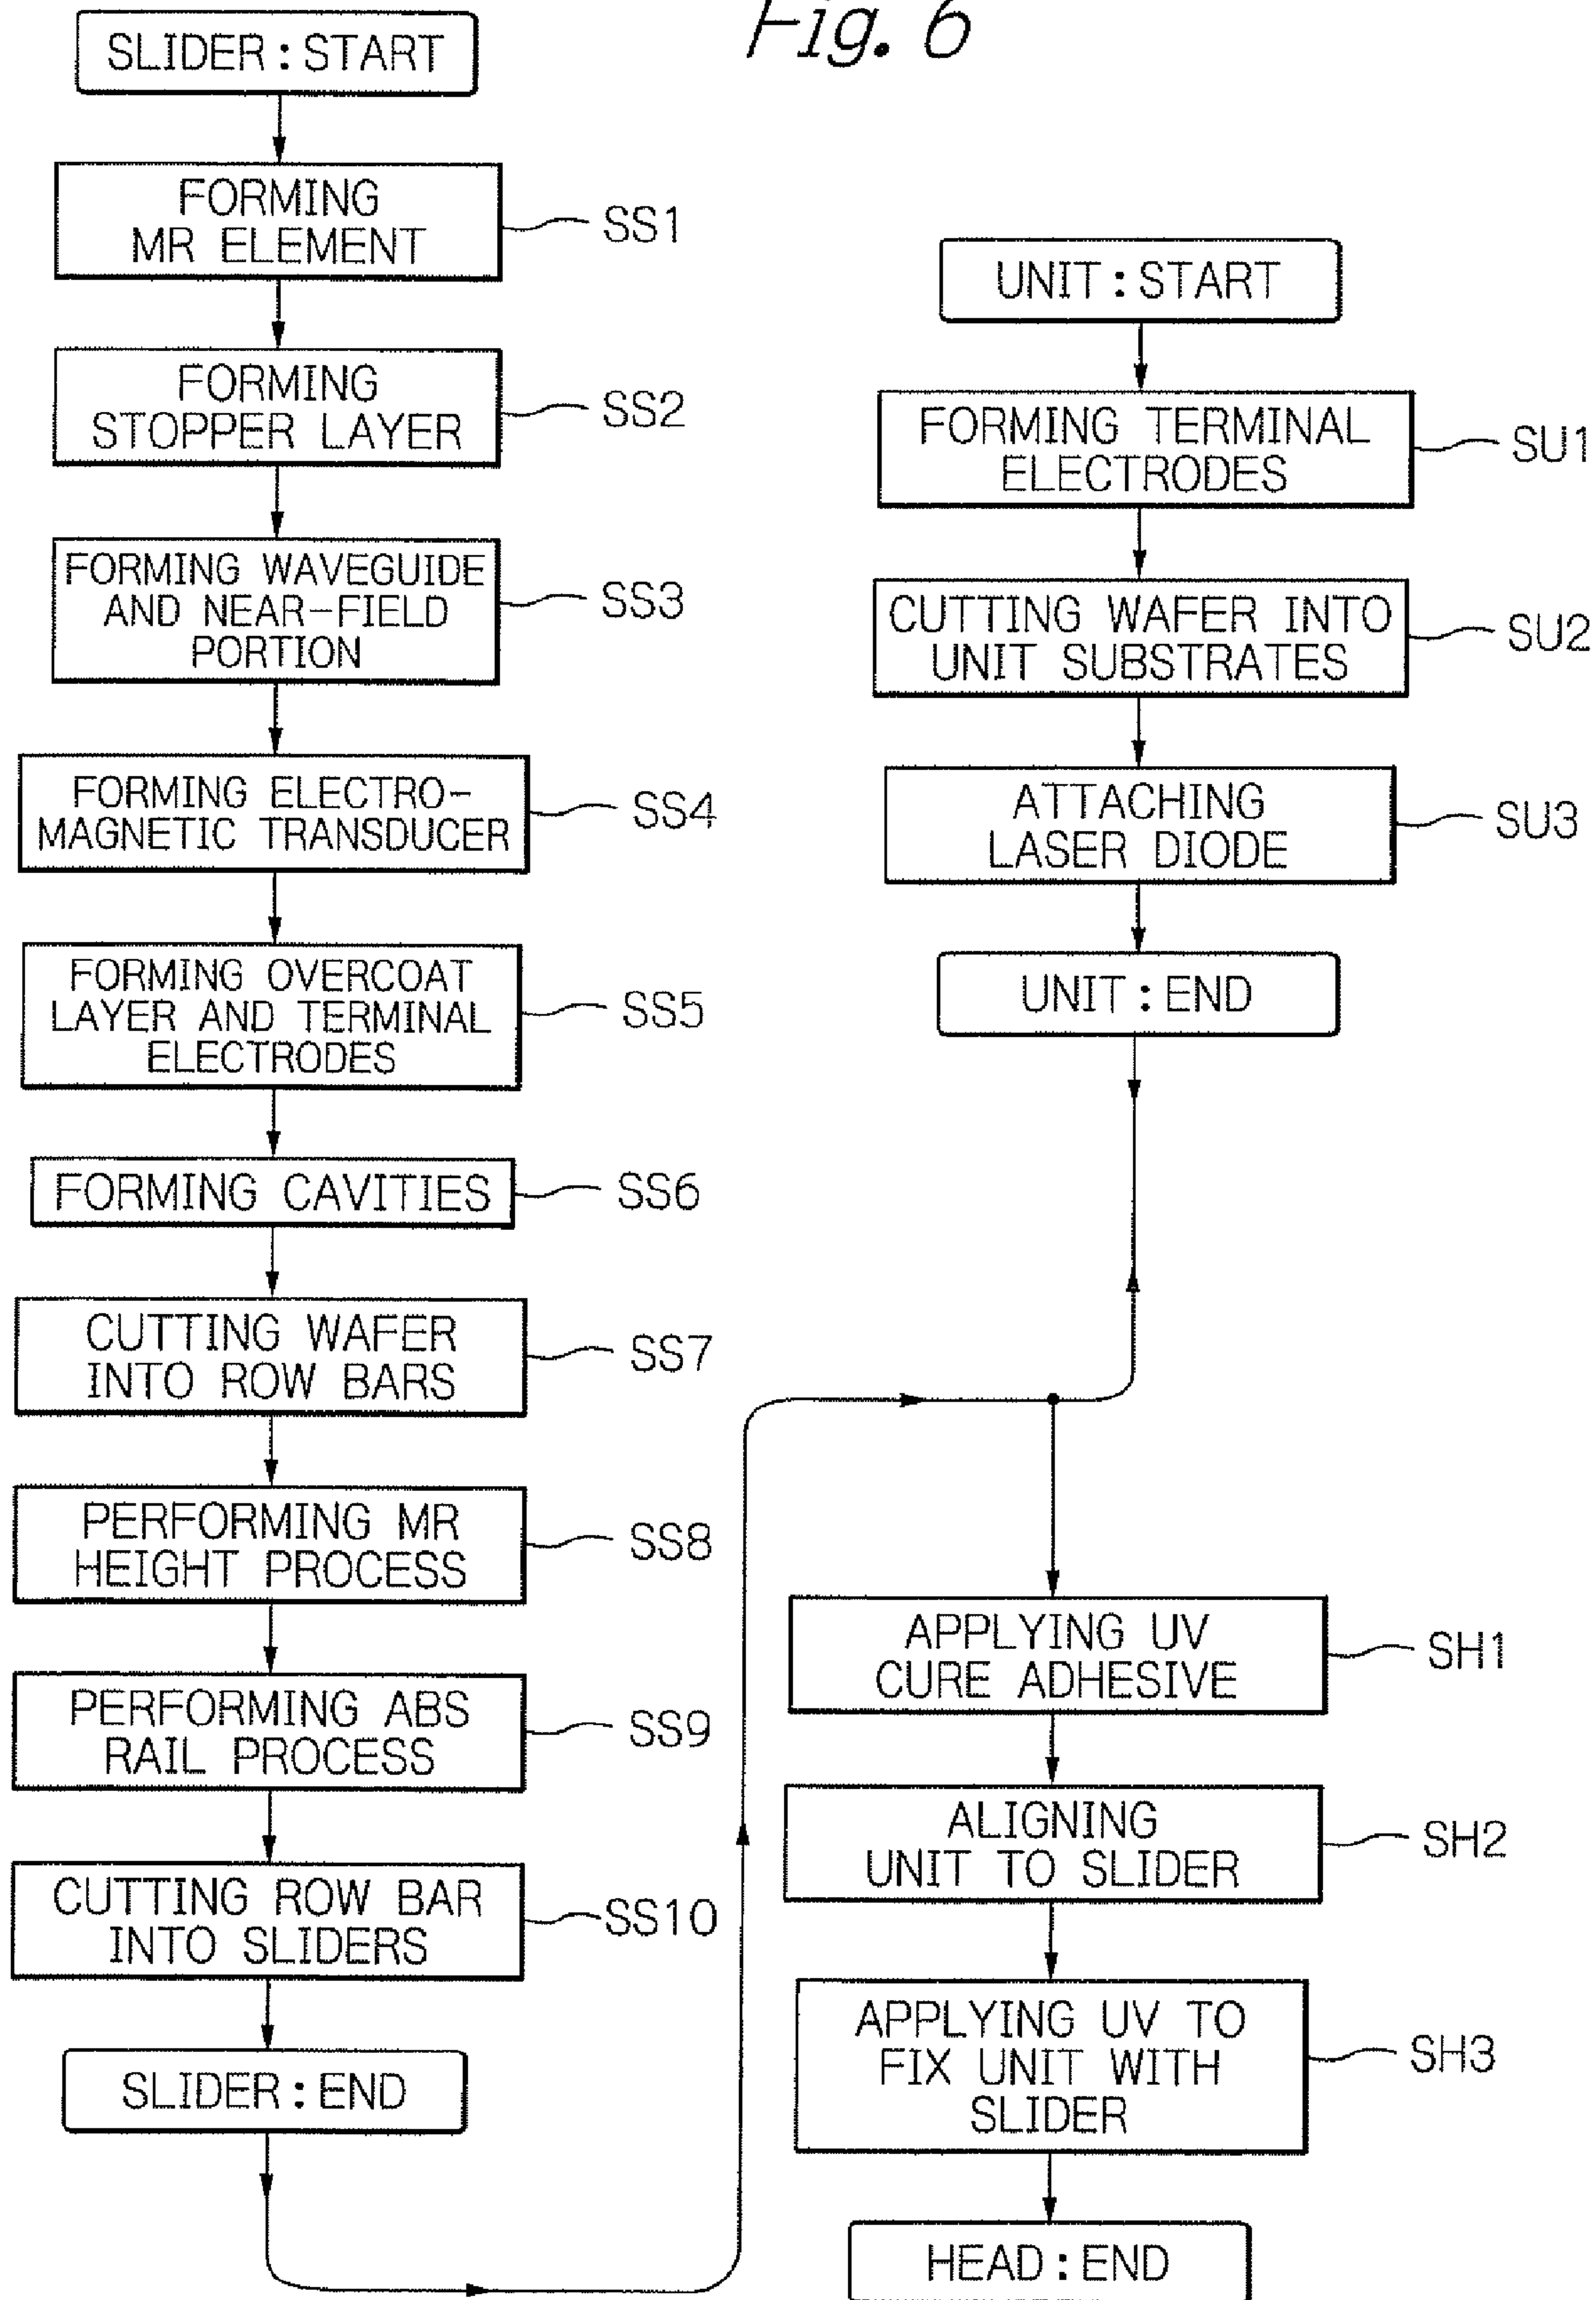 Fig. 6
SLIDER : START
FORMING
MR ELEMENT
SS1
FORMING
STOPPER LAYER
SS2
FORMING WAVEGUIDE
AND NEAR-FIELD
PORTION
SS3
FORMING ELECTRO-
MAGNETIC TRANSDUCER
SS4
FORMING OVERCOAT
LAYER AND TERMINAL
ELECTRODES
SS5
FORMING CAVITIES
SS6
CUTTING WAFER
INTO ROW BARS
SS7
PERFORMING MR
HEIGHT PROCESS
SS8
PERFORMING ABS
RAIL PROCESS
SS9
CUTTING ROW BAR
INTO SLIDERS
SS10
SLIDER : END
UNIT : START
FORMING TERMINAL
ELECTRODES
SU1
CUTTING WAFER INTO
UNIT SUBSTRATES
SU2
ATTACHING
LASER DIODE
SU3
UNIT : END
APPLYING UV
CURE ADHESIVE
SH1
ALIGNING
UNIT TO SLIDER
SH2
APPLYING UV TO
FIX UNIT WITH
SLIDER
SH3
HEAD : END